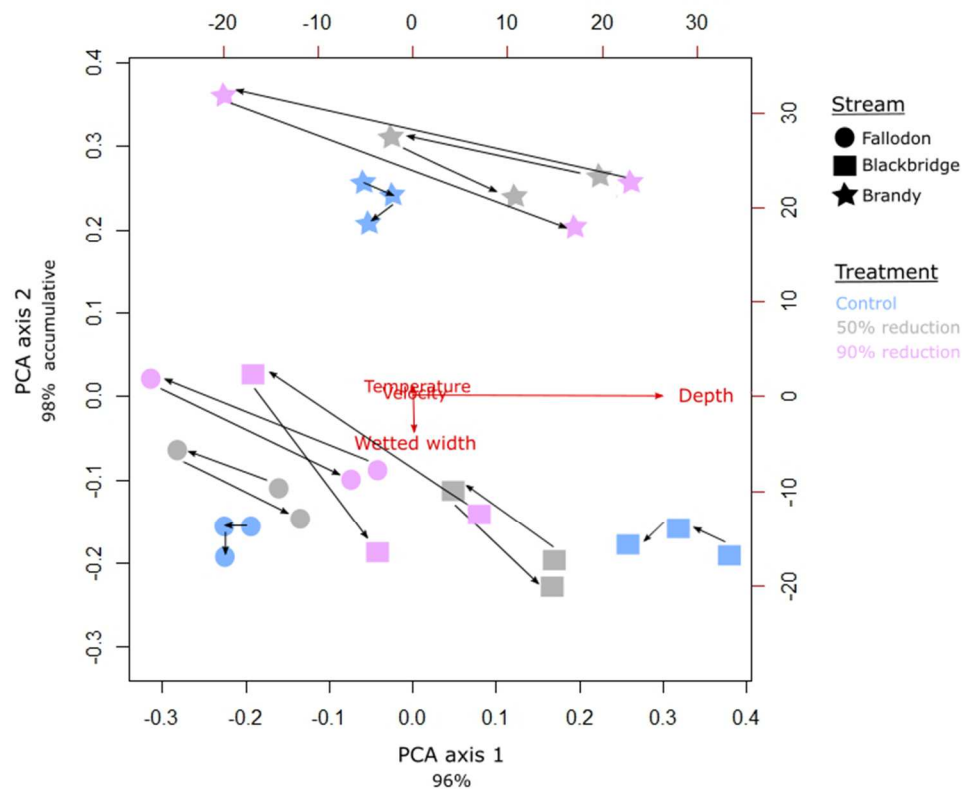 -20 -10 0 10 20 30
0.4
0.3
0.2
0.1
0.0
-0.1
-0.2
-0.3
PCA axis 2
98% accumulative
30
20
10
0
-10
-20
Temperature
Velocity
Depth
Wetted width
-0.3 -0.2 -0.1 0.0 0.1 0.2 0.3 0.4
PCA axis 1
96%
Stream
Fallodon
Blackbridge
Brandy
Treatment
Control
50% reduction
90% reduction